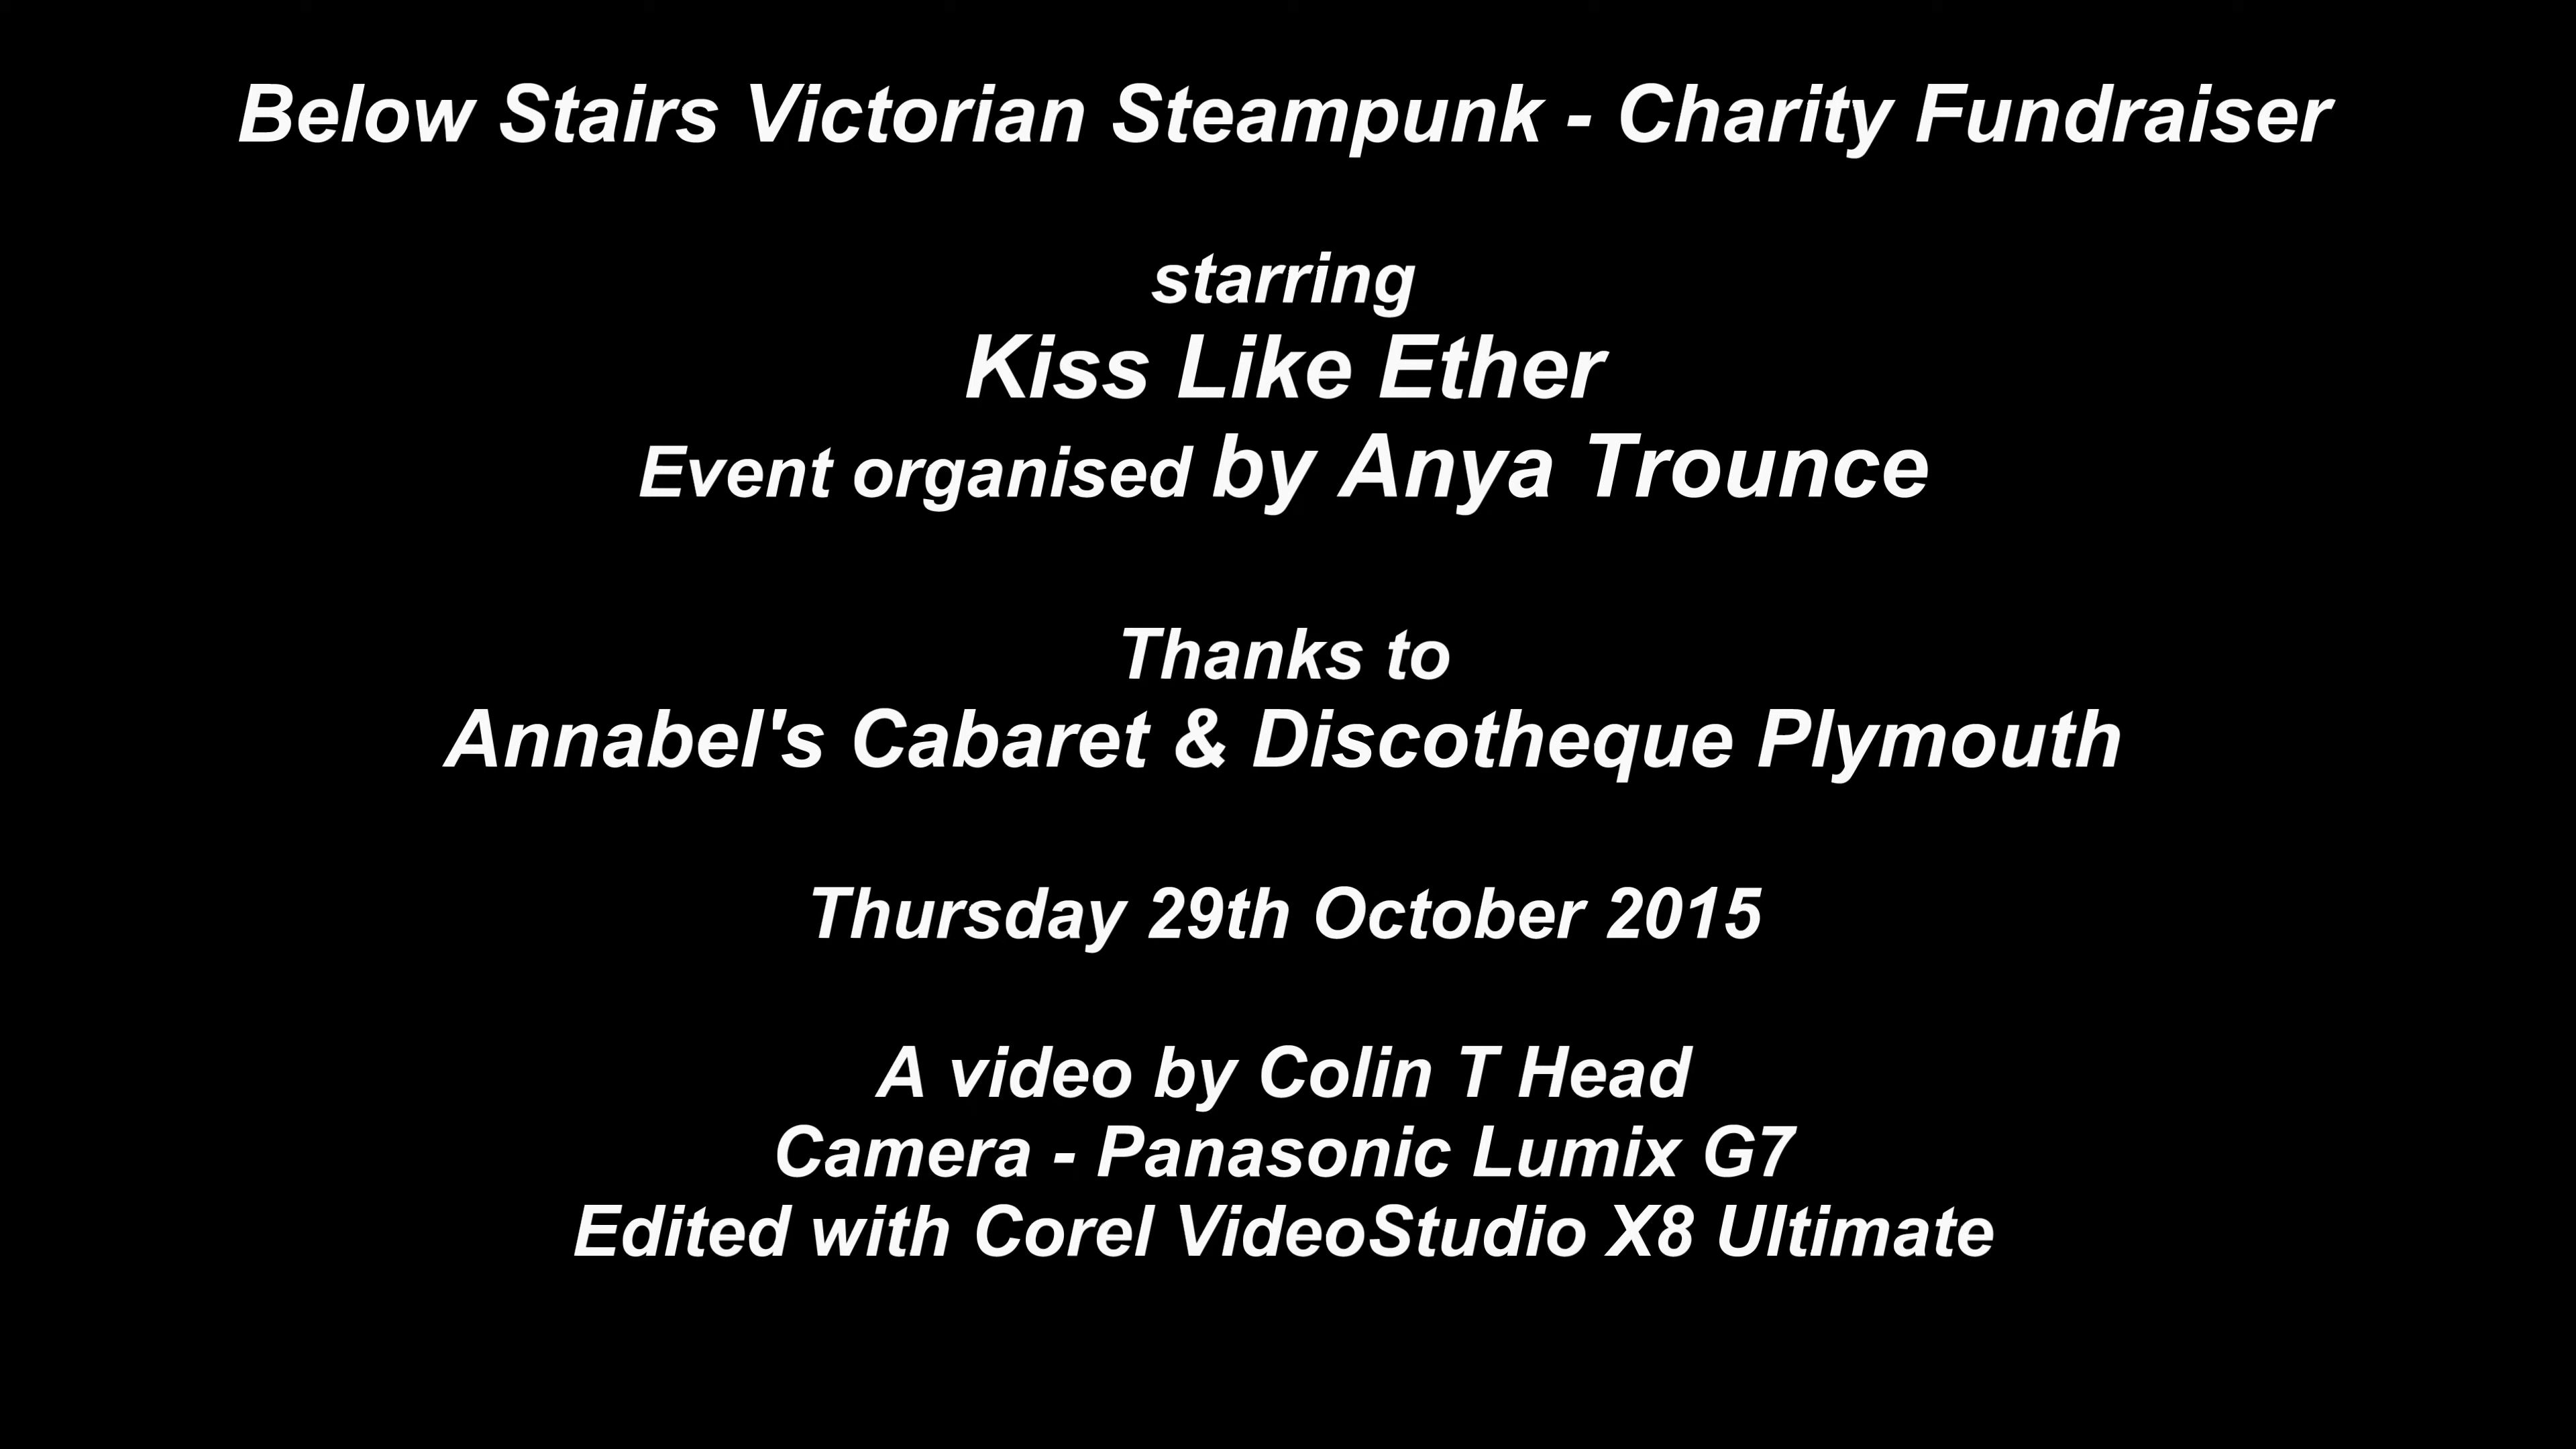 Below Stairs Victorian Steampunk - Charity Fundraiser
starring
Kiss Like Ether
Event organised by Anya Trounce
Thanks to
Annabel's Cabaret & Discotheque Plymouth
Thursday 29th October 2015
A video by Colin T Head
Camera - Panasonic Lumix G7
Edited with Corel VideoStudio X8 Ultimate